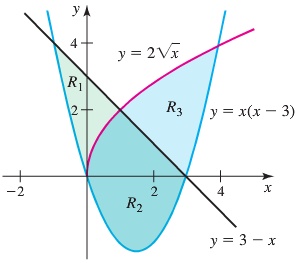 y
4
y = 2√x
R₁
2
R₃
y = x(x − 3)
−2
2
4
x
R₂
y = 3 − x